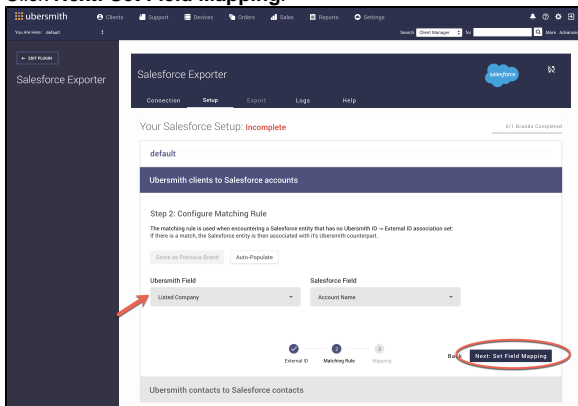 Click Next: Set Field Mapping.
ubersmith Clients Support Devices Orders Sales Reports Settings
You Are Here: default Search Client Manager for More Advanced
← EDIT PLUGIN
Salesforce Exporter
Salesforce Exporter
salesforce
Connection Setup Export Logs Help
Your Salesforce Setup: Incomplete
0/1 Brands Completed
default
Ubersmith clients to Salesforce accounts
Step 2: Configure Matching Rule
The matching rule is used when encountering a Salesforce entity that has no Ubersmith ID -> External ID association set:
If there is a match, the Salesforce entity is then associated with it's Ubersmith counterpart.
Same as Previous Brand Auto-Populate
Ubersmith Field Salesforce Field
Listed Company Account Name
2 3
External ID Matching Rule Mapping
Back Next: Set Field Mapping
Ubersmith contacts to Salesforce contacts